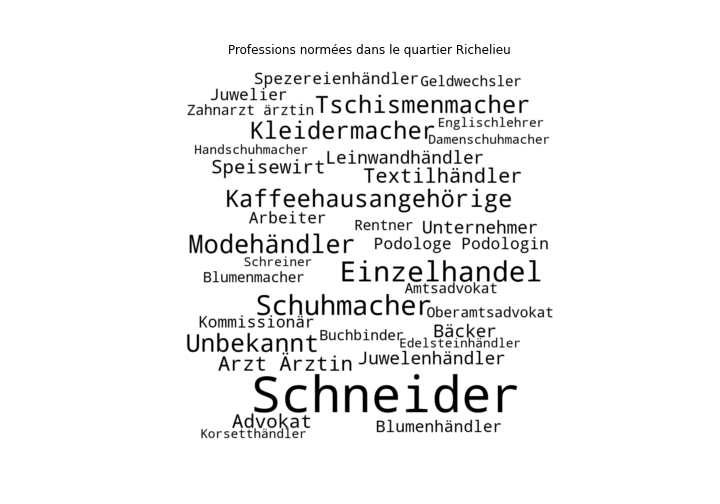 Professions normées dans le quartier Richelieu
Spezereienhändler Geldwechsler
Juwelier
Zahnarzt ärztin Tschismenmacher
Kleidermacher Englischlehrer
Damenschuhmacher
Handschuhmacher
Leinwandhändler
Speisewirt
Textilhändler
Kaffeehausangehörige
Arbeiter
Rentner Unternehmer
Modehändler Podologe Podologin
Schreiner
Blumenmacher Einzelhandel
Amtsadvokat
Schuhmacher
Oberamtsadvokat
Kommissionär
Buchbinder Bäcker
Unbekannt Edelsteinhändler
Arzt Ärztin Juwelenhändler
Schneider
Advokat
Blumenhändler
Korsetthändler